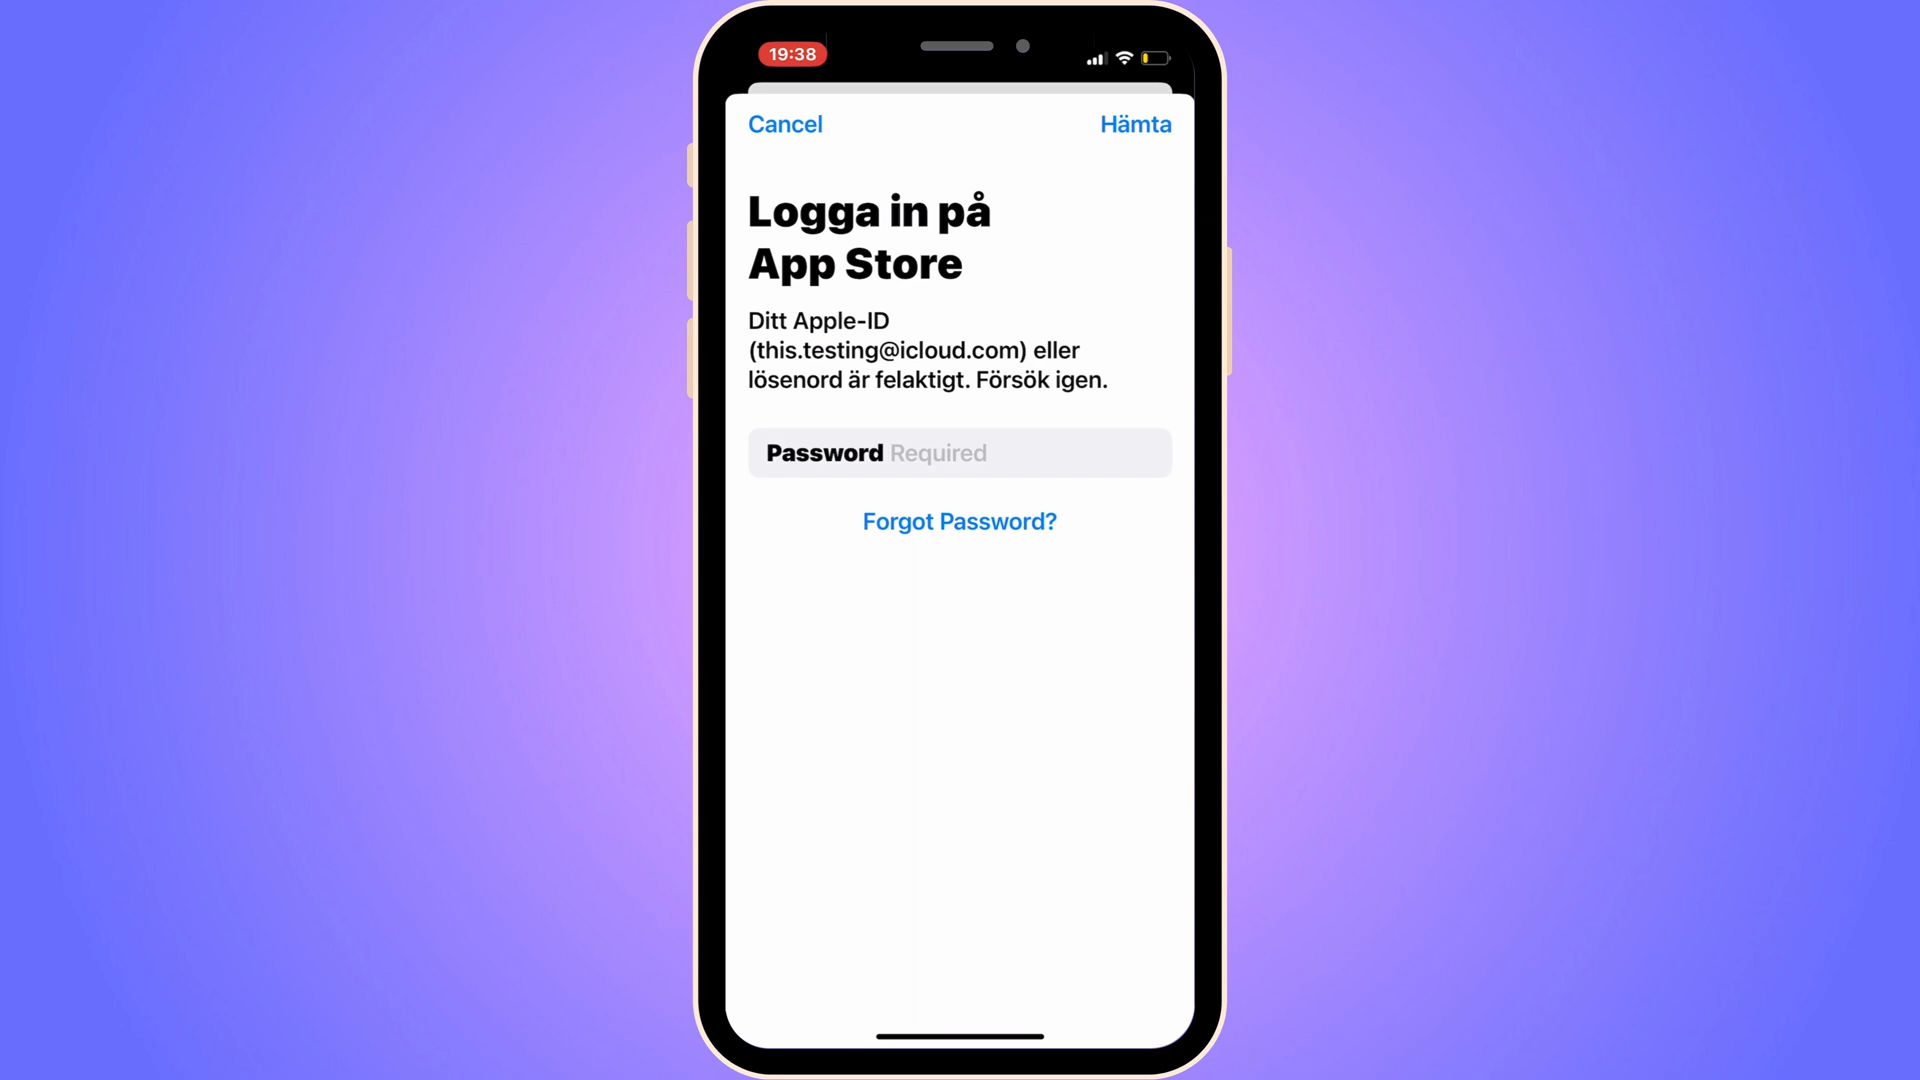 19:38
Cancel Hämta
Logga in på
App Store
Ditt Apple-ID
(this.testing@icloud.com) eller
lösenord är felaktigt. Försök igen.
Password Required
Forgot Password?